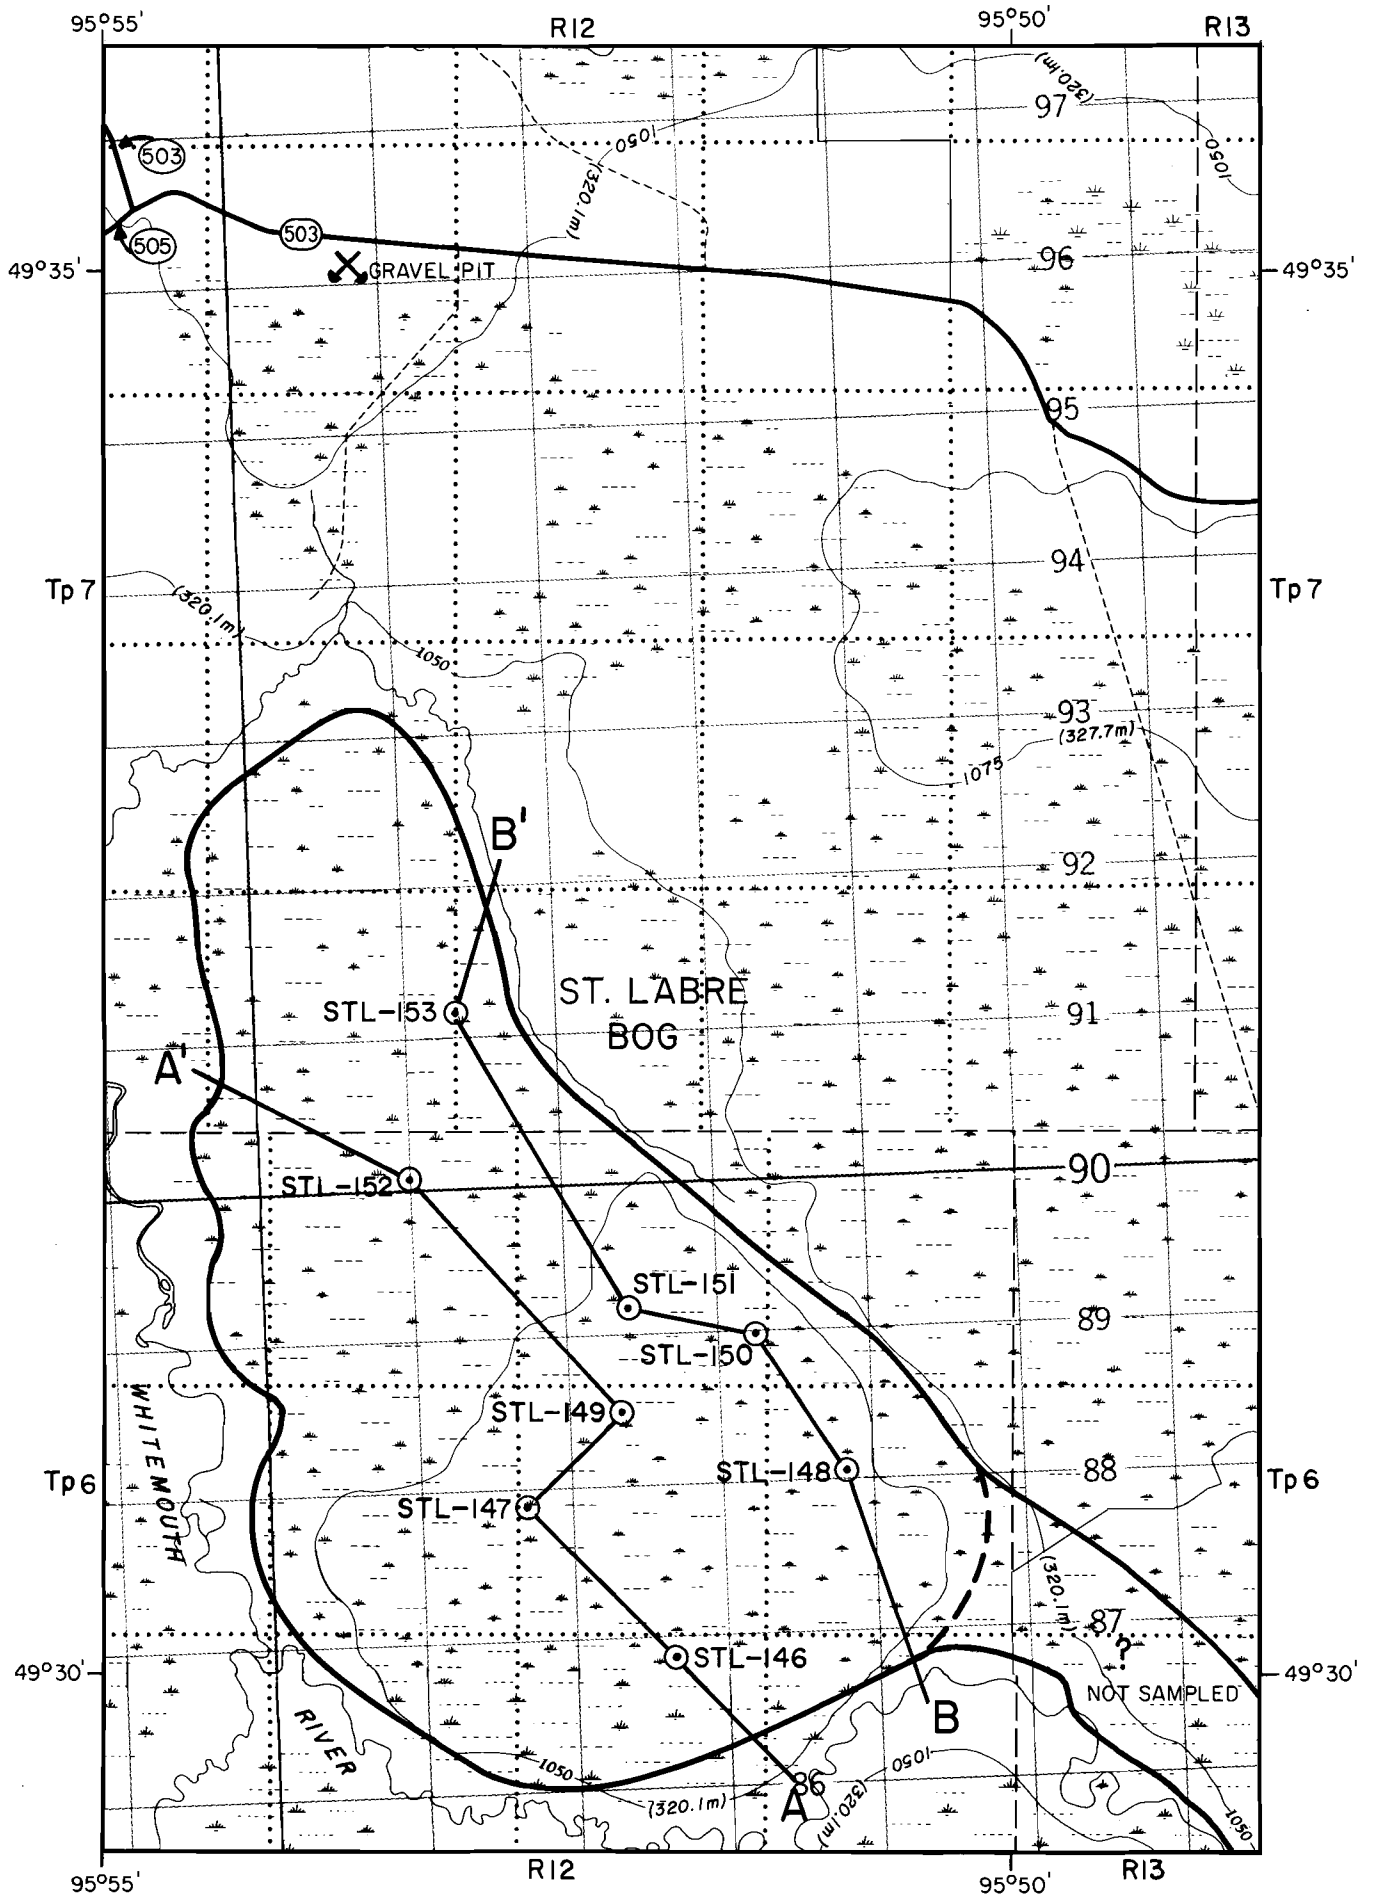 95°55'
R12
95°50'
R13
(320.1m)
97
1050
1050
503
(320.1m)
505
503
96
49°35'
GRAVEL PIT
49°35'
95
94
Tp 7
(320.1m)
Tp 7
1050
93
(327.7m)
1075
B'
92
ST. LABRE
BOG
STL-153
91
A'
90
STL-152
STL-151
89
STL-150
WHITEMOUTH
STL-149
STL-148
88
Tp 6
Tp 6
STL-147
(320.1m)
87
?
STL-146
49°30'
49°30'
NOT SAMPLED
RIVER
B
1050
1050
86
(320.1m)
A
(320.1m)
1050
R12
R13
95°55'
95°50'